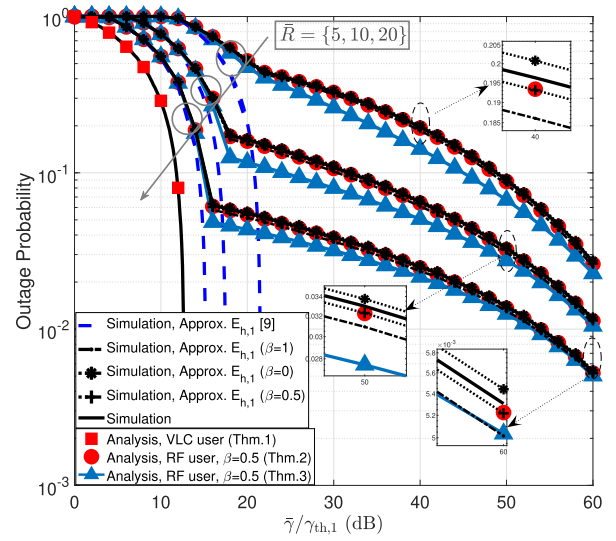 R̄ = {5, 10, 20}
Outage Probability
10^0
10^-1
10^-2
10^-3
0.205
0.2
0.195
0.19
0.185
40
0.034
0.03
0.028
50
×10^-3
5.8
5.6
5.4
5.2
5
60
Simulation, Approx. E_h,1 [9]
Simulation, Approx. E_h,1 (β=1)
Simulation, Approx. E_h,1 (β=0)
Simulation, Approx. E_h,1 (β=0.5)
Simulation
Analysis, VLC user (Thm.1)
Analysis, RF user, β=0.5 (Thm.2)
Analysis, RF user, β=0.5 (Thm.3)
0 10 20 30 40 50 60
γ̄/γ_th,1 (dB)